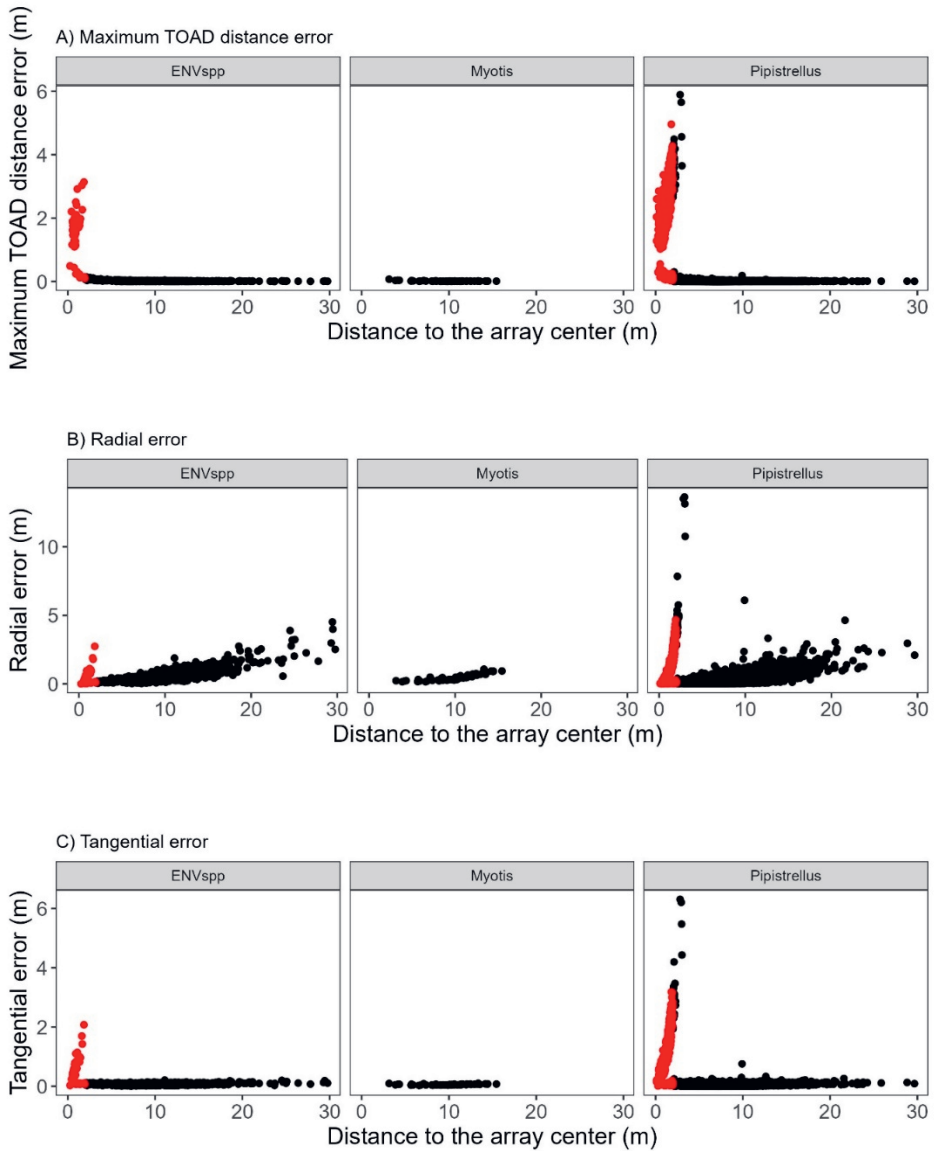 A) Maximum TOAD distance error
ENVspp Myotis Pipistrellus
Maximum TOAD distance error (m)
6
4
2
0
0 10 20 30 0 10 20 30 0 10 20 30
Distance to the array center (m)
B) Radial error
ENVspp Myotis Pipistrellus
Radial error (m)
10
5
0
0 10 20 30 0 10 20 30 0 10 20 30
Distance to the array center (m)
C) Tangential error
ENVspp Myotis Pipistrellus
Tangential error (m)
6
4
2
0
0 10 20 30 0 10 20 30 0 10 20 30
Distance to the array center (m)